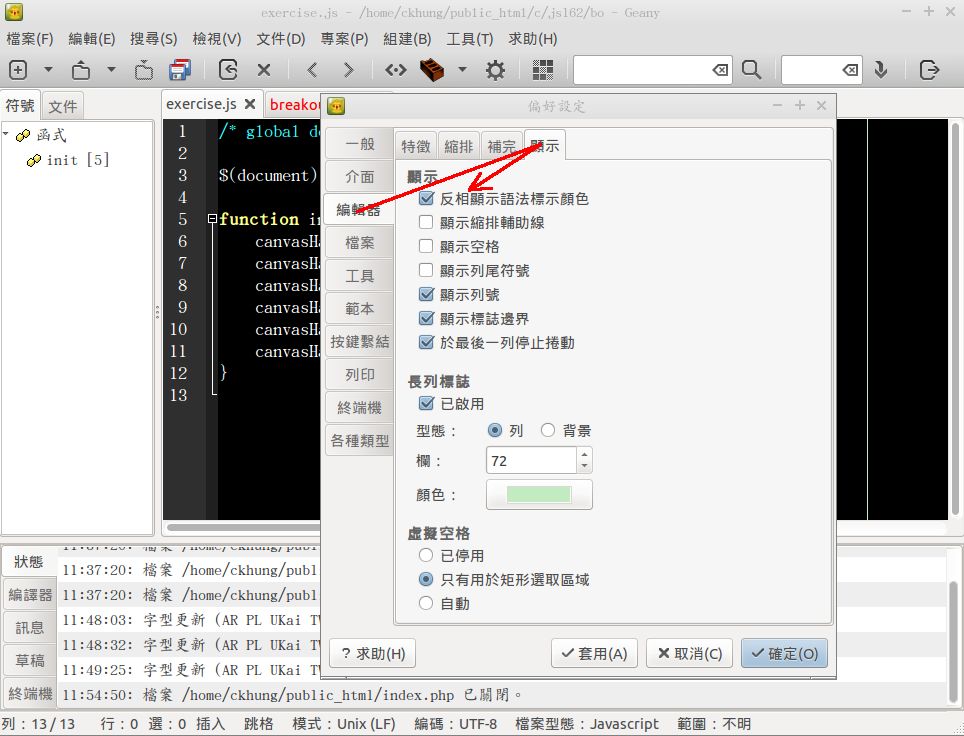 exercise.js - /home/ckhung/public_html/c/js162/bo - Geany
檔案(F) 編輯(E) 搜尋(S) 檢視(V) 文件(D) 專案(P) 組建(B) 工具(T) 求助(H)
符號 文件
函式
init [5]
exercise.js breakou
1 /* global do
2
3 $(document)
4
5 function in
6 canvasHa
7 canvasHa
8 canvasHa
9 canvasHa
10 canvasHa
11 canvasHa
12 }
13
偏好設定
一般
介面
編輯器
檔案
工具
範本
按鍵繫結
列印
終端機
各種類型
特徵 縮排 補完 顯示
顯示
反相顯示語法標示顏色
顯示縮排輔助線
顯示空格
顯示列尾符號
顯示列號
顯示標誌邊界
於最後一列停止捲動
長列標誌
已啟用
型態： 列 背景
欄： 72
顏色：
虛擬空格
已停用
只有用於矩形選取區域
自動
? 求助(H) 套用(A) 取消(C) 確定(O)
狀態
編譯器
訊息
草稿
終端機
11:37:20: 檔案 /home/ckhung/publ
11:37:20: 檔案 /home/ckhung/publ
11:37:20: 檔案 /home/ckhung/publ
11:48:03: 字型更新 (AR PL UKai TW
11:48:32: 字型更新 (AR PL UKai TW
11:49:25: 字型更新 (AR PL UKai TW
11:54:50: 檔案 /home/ckhung/public_html/index.php 已關閉。
列：13/13 行：0 選：0 插入 跳格 模式：Unix (LF) 編碼：UTF-8 檔案型態：Javascript 範圍：不明